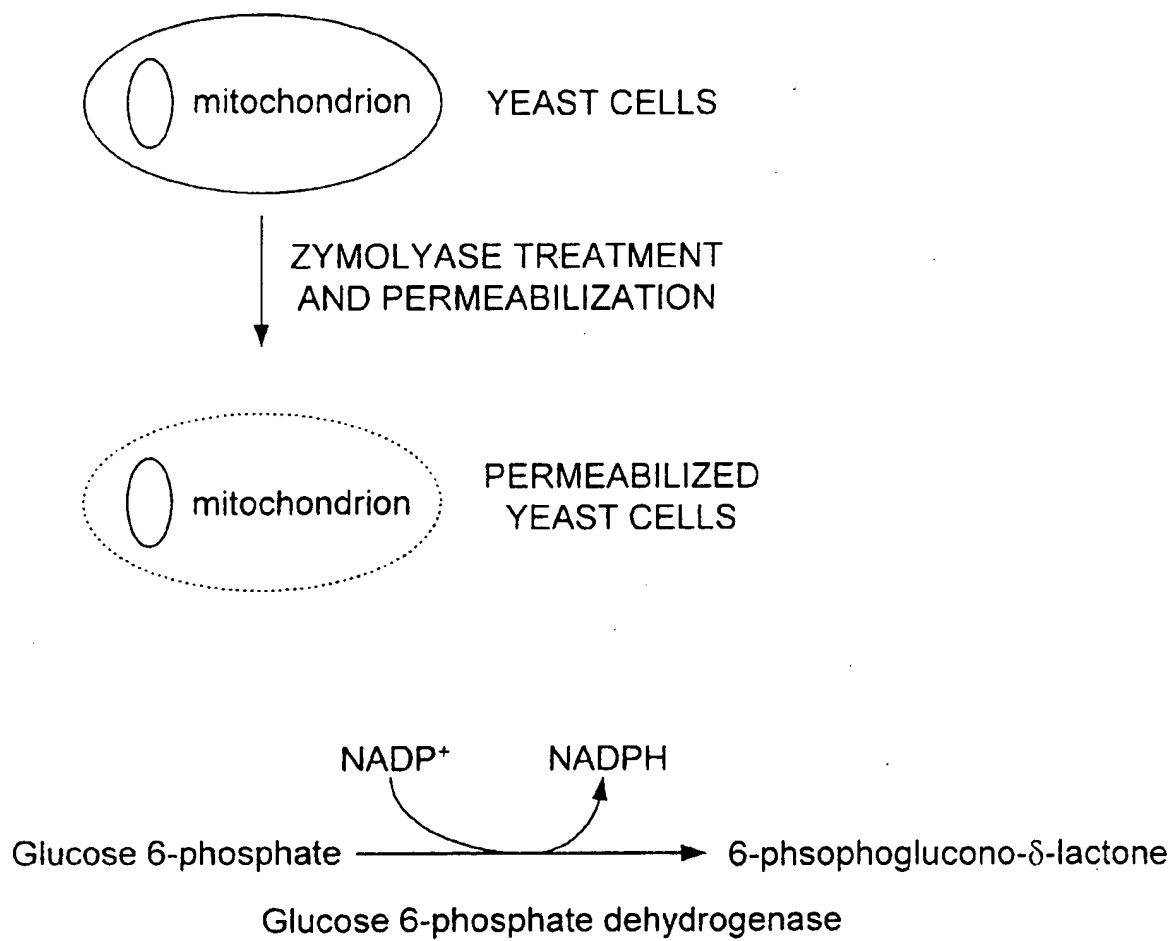 mitochondrion
YEAST CELLS
ZYMOLYASE TREATMENT
AND PERMEABILIZATION
mitochondrion
PERMEABILIZED
YEAST CELLS
NADP+
NADPH
Glucose 6-phosphate
6-phsophoglucono-δ-lactone
Glucose 6-phosphate dehydrogenase